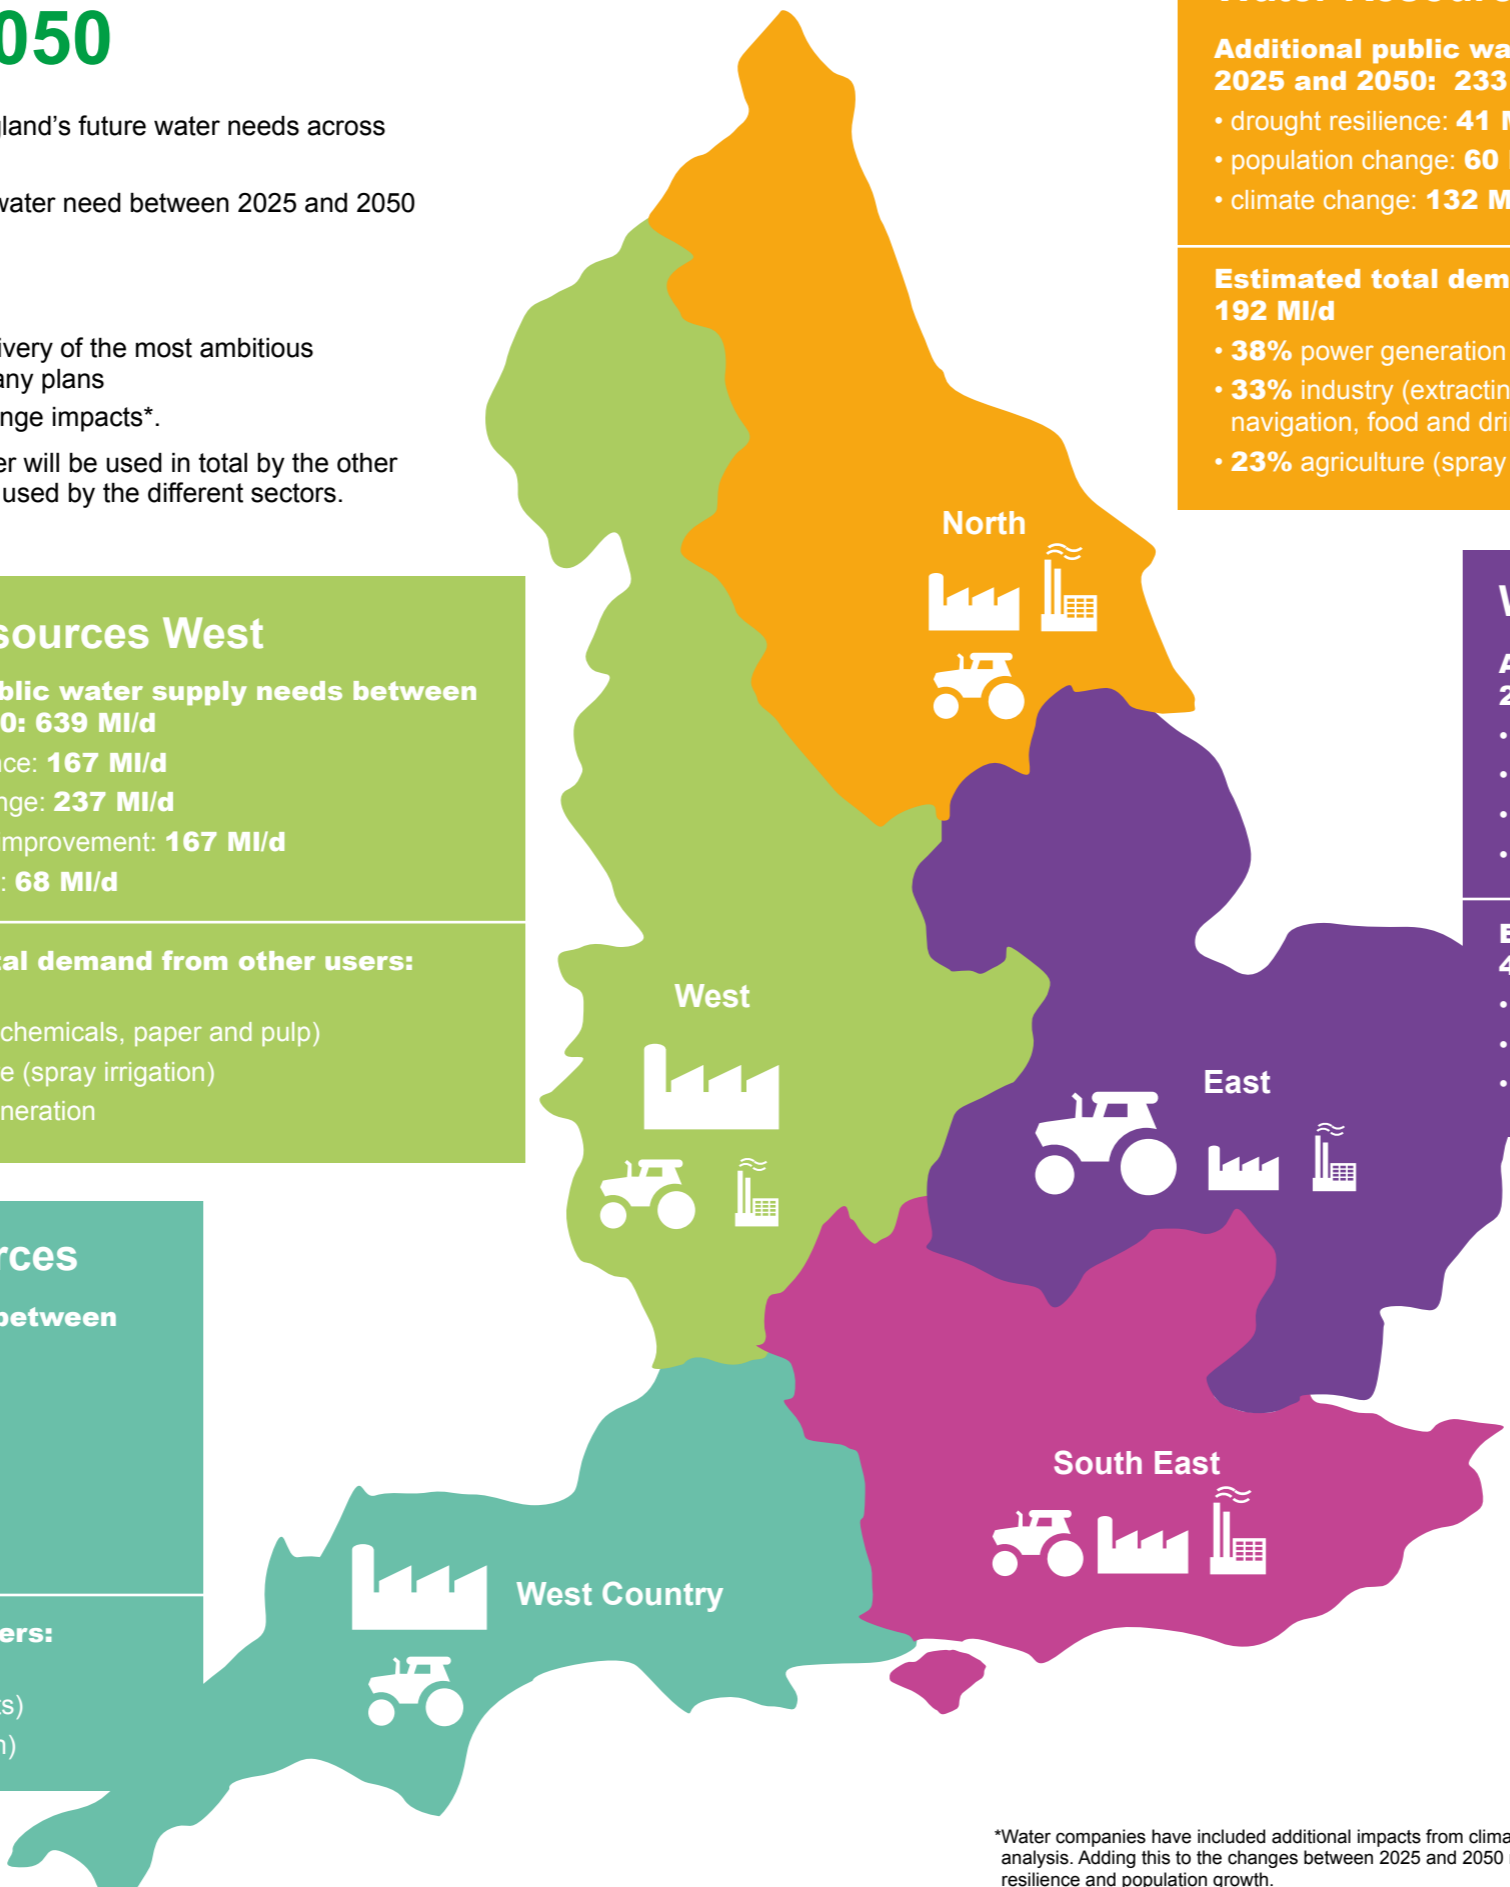 050
gland's future water needs across
water need between 2025 and 2050
ivery of the most ambitious
any plans
nge impacts*.
er will be used in total by the other
used by the different sectors.
Additional public wa
2025 and 2050: 233
• drought resilience: 41 M
• population change: 60
• climate change: 132 M
Estimated total dem
192 Ml/d
• 38% power generation
• 33% industry (extractin
navigation, food and dri
• 23% agriculture (spray
sources West
blic water supply needs between
0: 639 Ml/d
nce: 167 Ml/d
nge: 237 Ml/d
improvement: 167 Ml/d
: 68 Ml/d
tal demand from other users:
chemicals, paper and pulp)
e (spray irrigation)
neration
rces
between
ers:
ts)
n)
North
West
East
South East
West Country
*Water companies have included additional impacts from clima
analysis. Adding this to the changes between 2025 and 2050
resilience and population growth.